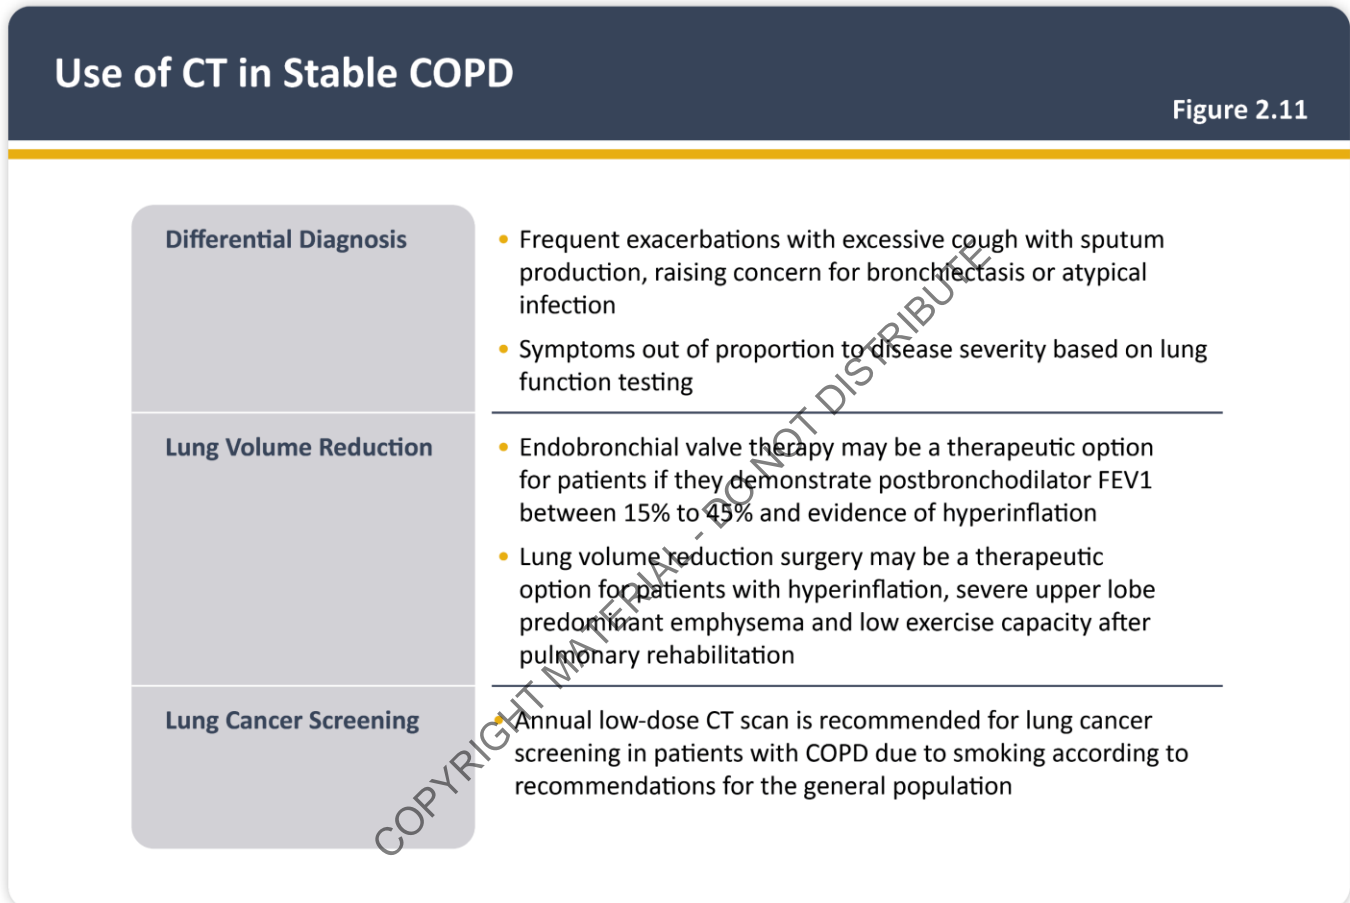 Use of CT in Stable COPD
Figure 2.11
Differential Diagnosis
• Frequent exacerbations with excessive cough with sputum
production, raising concern for bronchiectasis or atypical
infection
• Symptoms out of proportion to disease severity based on lung
function testing
Lung Volume Reduction
• Endobronchial valve therapy may be a therapeutic option
for patients if they demonstrate postbronchodilator FEV1
between 15% to 45% and evidence of hyperinflation
• Lung volume reduction surgery may be a therapeutic
option for patients with hyperinflation, severe upper lobe
predominant emphysema and low exercise capacity after
pulmonary rehabilitation
Lung Cancer Screening
• Annual low-dose CT scan is recommended for lung cancer
screening in patients with COPD due to smoking according to
recommendations for the general population
COPYRIGHT MATERIAL - DO NOT DISTRIBUTE